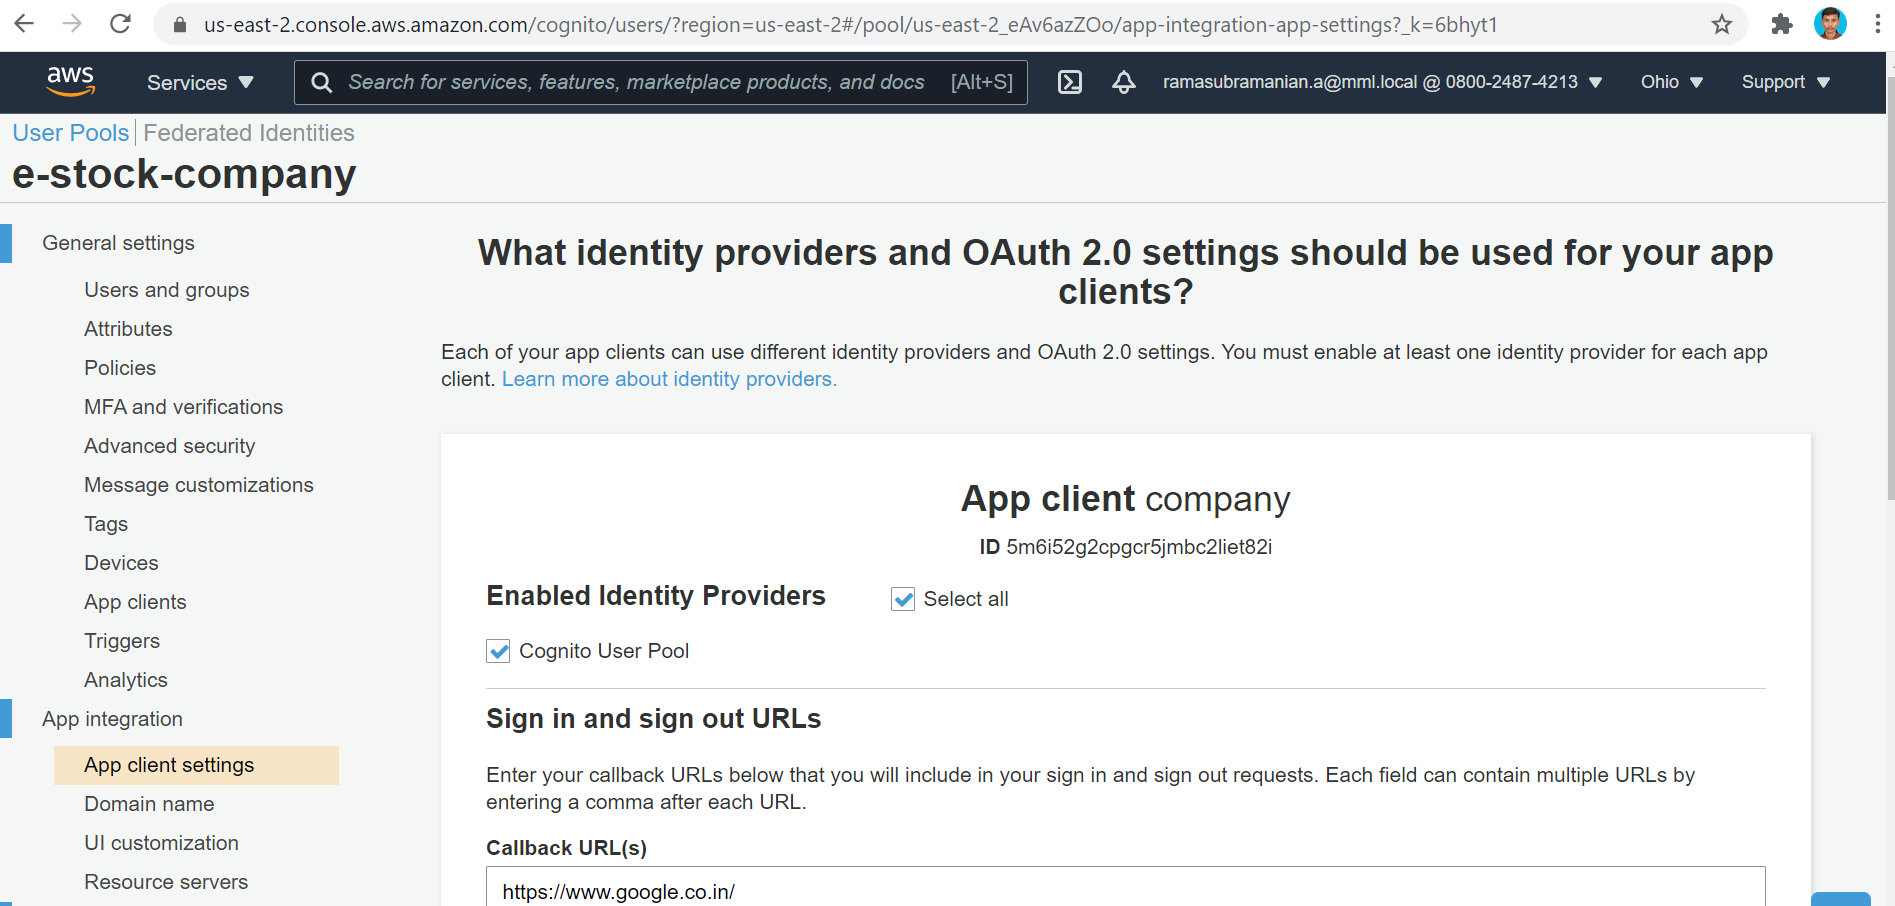 us-east-2.console.aws.amazon.com/cognito/users/?region=us-east-2#/pool/us-east-2_eAv6azZOo/app-integration-app-settings?_k=6bhyt1
aws Services Search for services, features, marketplace products, and docs [Alt+S] ramasubramanian.a@mml.local @ 0800-2487-4213 Ohio Support
User Pools Federated Identities
e-stock-company
General settings
Users and groups
Attributes
Policies
MFA and verifications
Advanced security
Message customizations
Tags
Devices
App clients
Triggers
Analytics
App integration
App client settings
Domain name
UI customization
Resource servers
What identity providers and OAuth 2.0 settings should be used for your app
clients?
Each of your app clients can use different identity providers and OAuth 2.0 settings. You must enable at least one identity provider for each app
client. Learn more about identity providers.
App client company
ID 5m6i52g2cpgcr5jmbc2liet82i
Enabled Identity Providers Select all
Cognito User Pool
Sign in and sign out URLs
Enter your callback URLs below that you will include in your sign in and sign out requests. Each field can contain multiple URLs by
entering a comma after each URL.
Callback URL(s)
https://www.google.co.in/